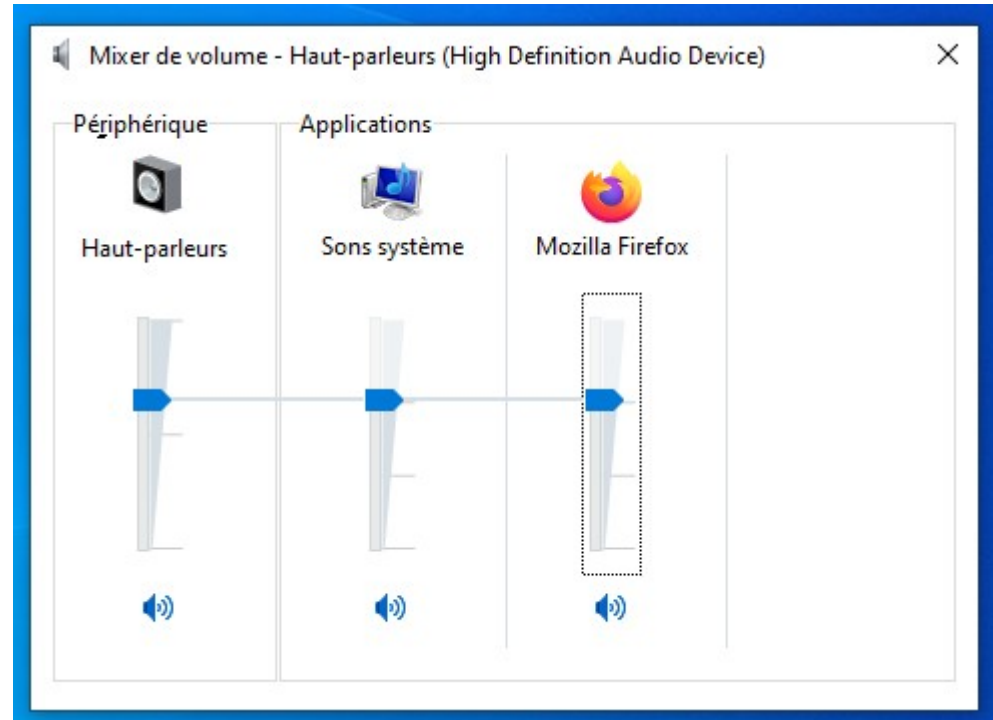 Mixer de volume - Haut-parleurs (High Definition Audio Device)
Périphérique
Applications
Haut-parleurs
Sons système
Mozilla Firefox